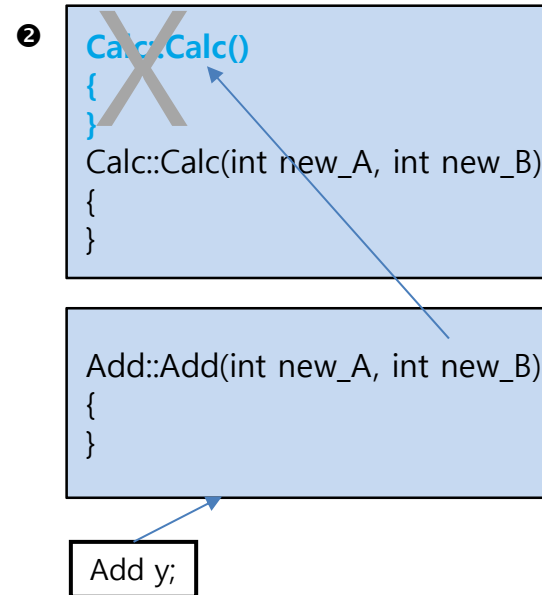 ❷
Calc::Calc()
{
}
Calc::Calc(int new_A, int new_B)
{
}
Add::Add(int new_A, int new_B)
{
}
Add y;